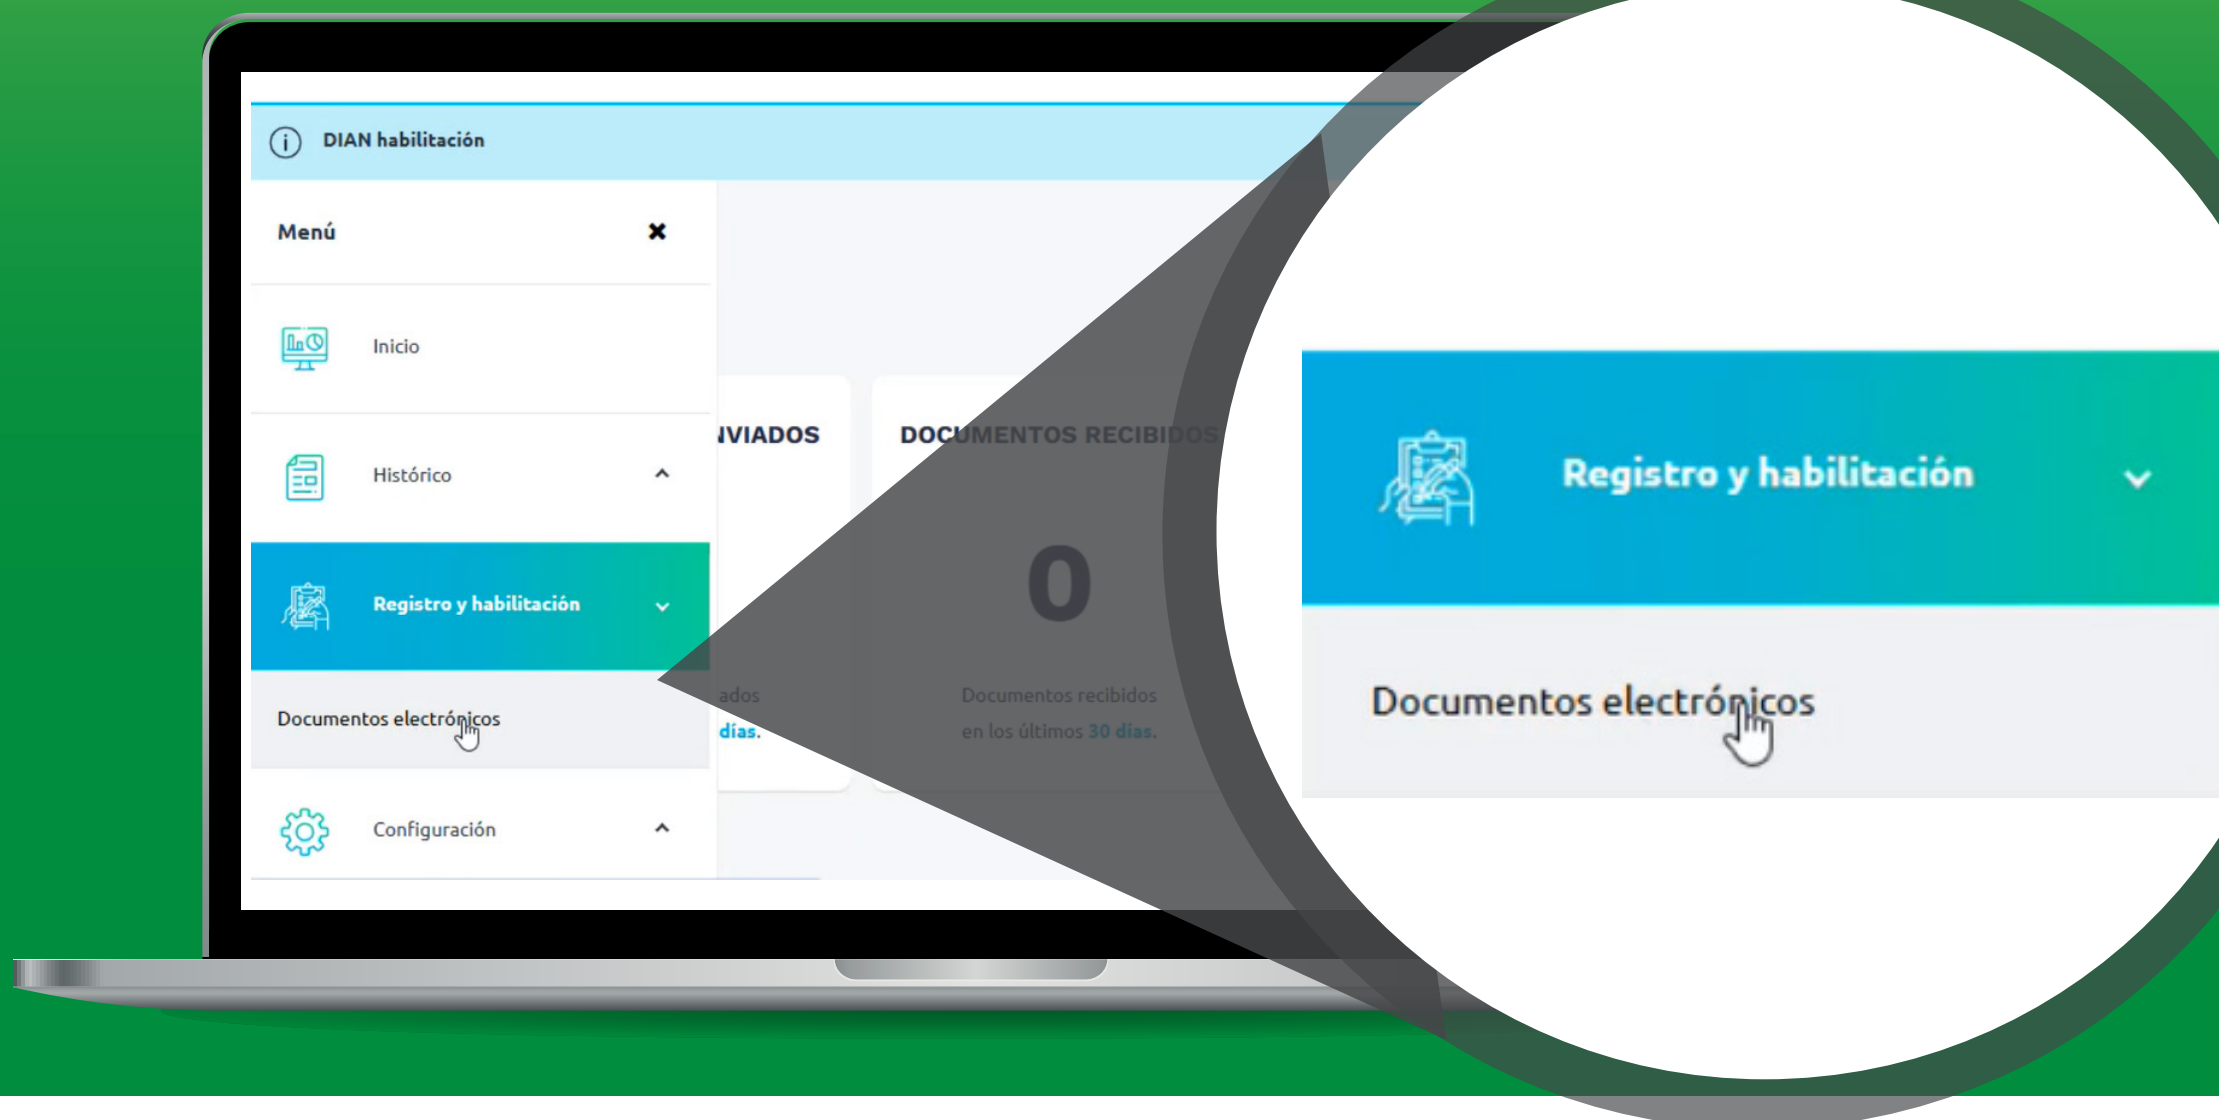 DIAN habilitación
Menú
Inicio
Histórico
NVIADOS
DOCUMENTOS RECIBIDOS
0
Registro y habilitación
ados
días.
Documentos recibidos
en los últimos 30 días.
Documentos electrónicos
Configuración
Registro y habilitación
Documentos electrónicos